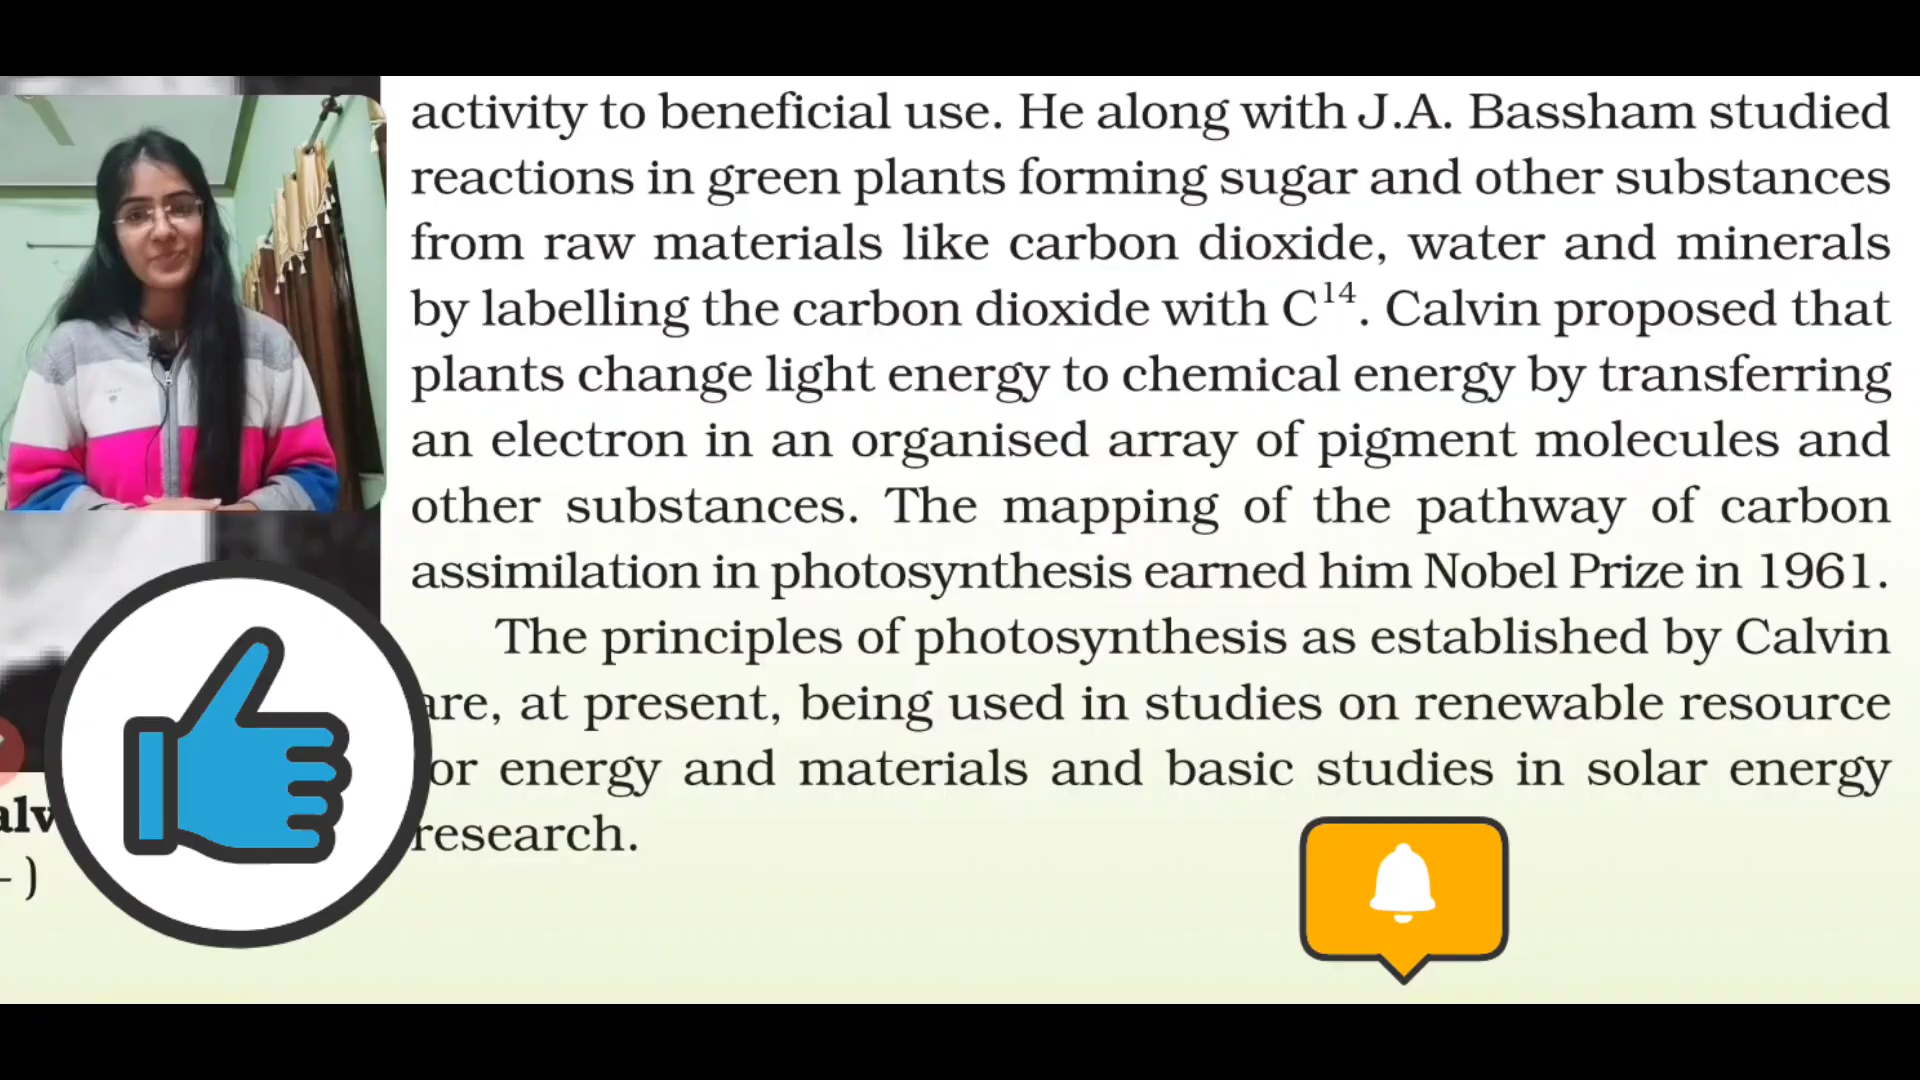 activity to beneficial use. He along with J.A. Bassham studied
reactions in green plants forming sugar and other substances
from raw materials like carbon dioxide, water and minerals
by labelling the carbon dioxide with C¹⁴. Calvin proposed that
plants change light energy to chemical energy by transferring
an electron in an organised array of pigment molecules and
other substances. The mapping of the pathway of carbon
assimilation in photosynthesis earned him Nobel Prize in 1961.
The principles of photosynthesis as established by Calvin
are, at present, being used in studies on renewable resource
or energy and materials and basic studies in solar energy
research.
alv
– )